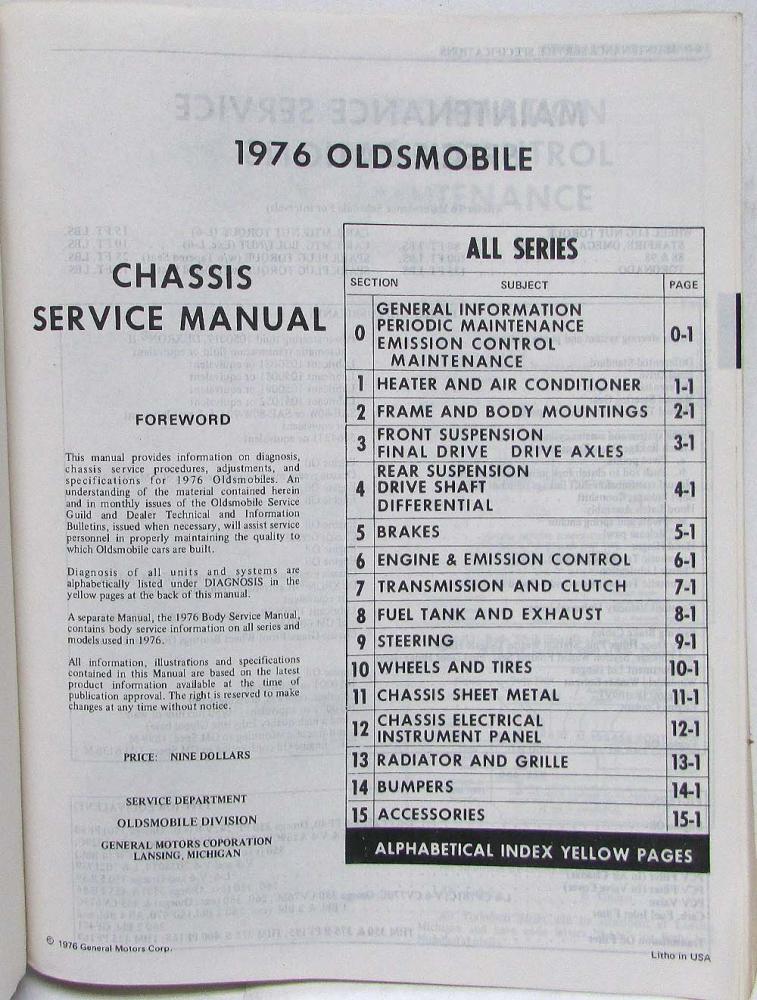 1976 OLDSMOBILE
CHASSIS
SERVICE MANUAL
FOREWORD
This manual provides information on diagnosis,
chassis service procedures, adjustments, and
specifications for 1976 Oldsmobiles. An
understanding of the material contained herein
and in monthly issues of the Oldsmobile Service
Guild and Dealer Technical and Information
Bulletins, issued when necessary, will assist service
personnel in properly maintaining the quality to
which Oldsmobile cars are built.
Diagnosis of all units and systems are
alphabetically listed under DIAGNOSIS in the
yellow pages at the back of this manual.
A separate Manual, the 1976 Body Service Manual,
contains body service information on all series and
models used in 1976.
All information, illustrations and specifications
contained in this Manual are based on the latest
product information available at the time of
publication approval. The right is reserved to make
changes at any time without notice.
PRICE: NINE DOLLARS
SERVICE DEPARTMENT
OLDSMOBILE DIVISION
GENERAL MOTORS COPORATION
LANSING, MICHIGAN
ALL SERIES
SECTION SUBJECT PAGE
0 GENERAL INFORMATION
PERIODIC MAINTENANCE
EMISSION CONTROL
MAINTENANCE 0-1
1 HEATER AND AIR CONDITIONER 1-1
2 FRAME AND BODY MOUNTINGS 2-1
3 FRONT SUSPENSION
FINAL DRIVE DRIVE AXLES 3-1
4 REAR SUSPENSION
DRIVE SHAFT
DIFFERENTIAL 4-1
5 BRAKES 5-1
6 ENGINE & EMISSION CONTROL 6-1
7 TRANSMISSION AND CLUTCH 7-1
8 FUEL TANK AND EXHAUST 8-1
9 STEERING 9-1
10 WHEELS AND TIRES 10-1
11 CHASSIS SHEET METAL 11-1
12 CHASSIS ELECTRICAL
INSTRUMENT PANEL 12-1
13 RADIATOR AND GRILLE 13-1
14 BUMPERS 14-1
15 ACCESSORIES 15-1
ALPHABETICAL INDEX YELLOW PAGES
© 1976 General Motors Corp.
Litho in USA